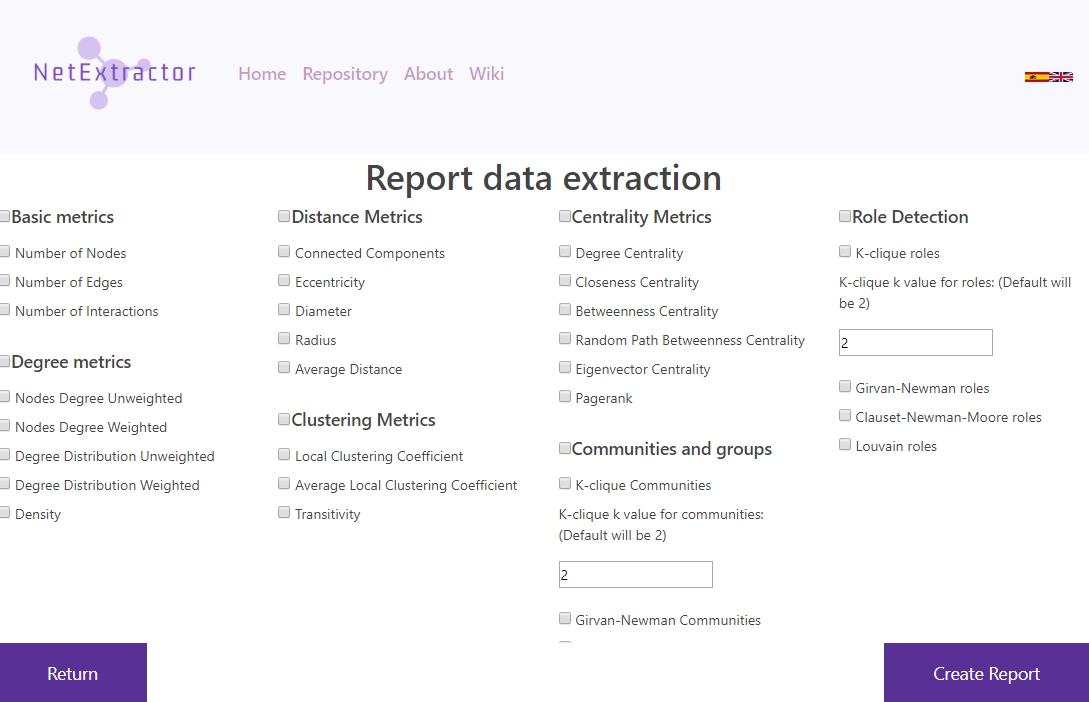 NetExtractor
Home Repository About Wiki
Report data extraction
Basic metrics
Number of Nodes
Number of Edges
Number of Interactions
Degree metrics
Nodes Degree Unweighted
Nodes Degree Weighted
Degree Distribution Unweighted
Degree Distribution Weighted
Density
Distance Metrics
Connected Components
Eccentricity
Diameter
Radius
Average Distance
Clustering Metrics
Local Clustering Coefficient
Average Local Clustering Coefficient
Transitivity
Centrality Metrics
Degree Centrality
Closeness Centrality
Betweenness Centrality
Random Path Betweenness Centrality
Eigenvector Centrality
Pagerank
Communities and groups
K-clique Communities
K-clique k value for communities:
(Default will be 2)
2
Girvan-Newman Communities
Role Detection
K-clique roles
K-clique k value for roles: (Default will
be 2)
2
Girvan-Newman roles
Clauset-Newman-Moore roles
Louvain roles
Return
Create Report